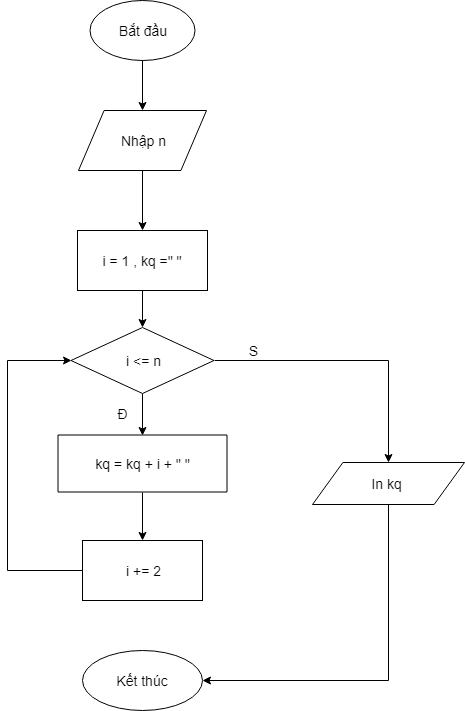 Bắt đầu
Nhập n
i = 1 , kq =" "
i <= n
S
Đ
kq = kq + i + " "
In kq
i += 2
Kết thúc